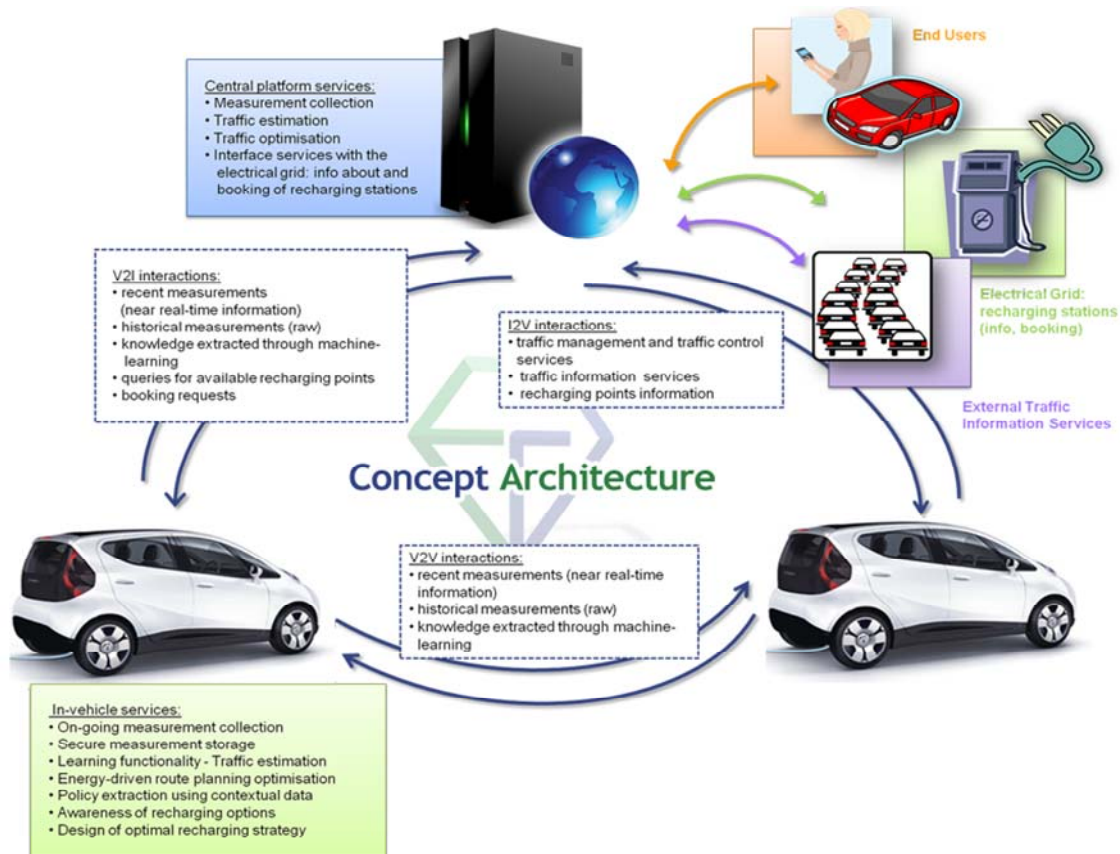 End Users
Central platform services:
• Measurement collection
• Traffic estimation
• Traffic optimisation
• Interface services with the
electrical grid: info about and
booking of recharging stations
V2I interactions:
• recent measurements
(near real-time information)
• historical measurements (raw)
• knowledge extracted through machine-
learning
• queries for available recharging points
• booking requests
I2V interactions:
• traffic management and traffic control
services
• traffic information services
• recharging points information
Electrical Grid:
recharging stations
(info, booking)
External Traffic
Information Services
Concept Architecture
V2V interactions:
• recent measurements (near real-time
information)
• historical measurements (raw)
• knowledge extracted through machine-
learning
In-vehicle services:
• On-going measurement collection
• Secure measurement storage
• Learning functionality - Traffic estimation
• Energy-driven route planning optimisation
• Policy extraction using contextual data
• Awareness of recharging options
• Design of optimal recharging strategy